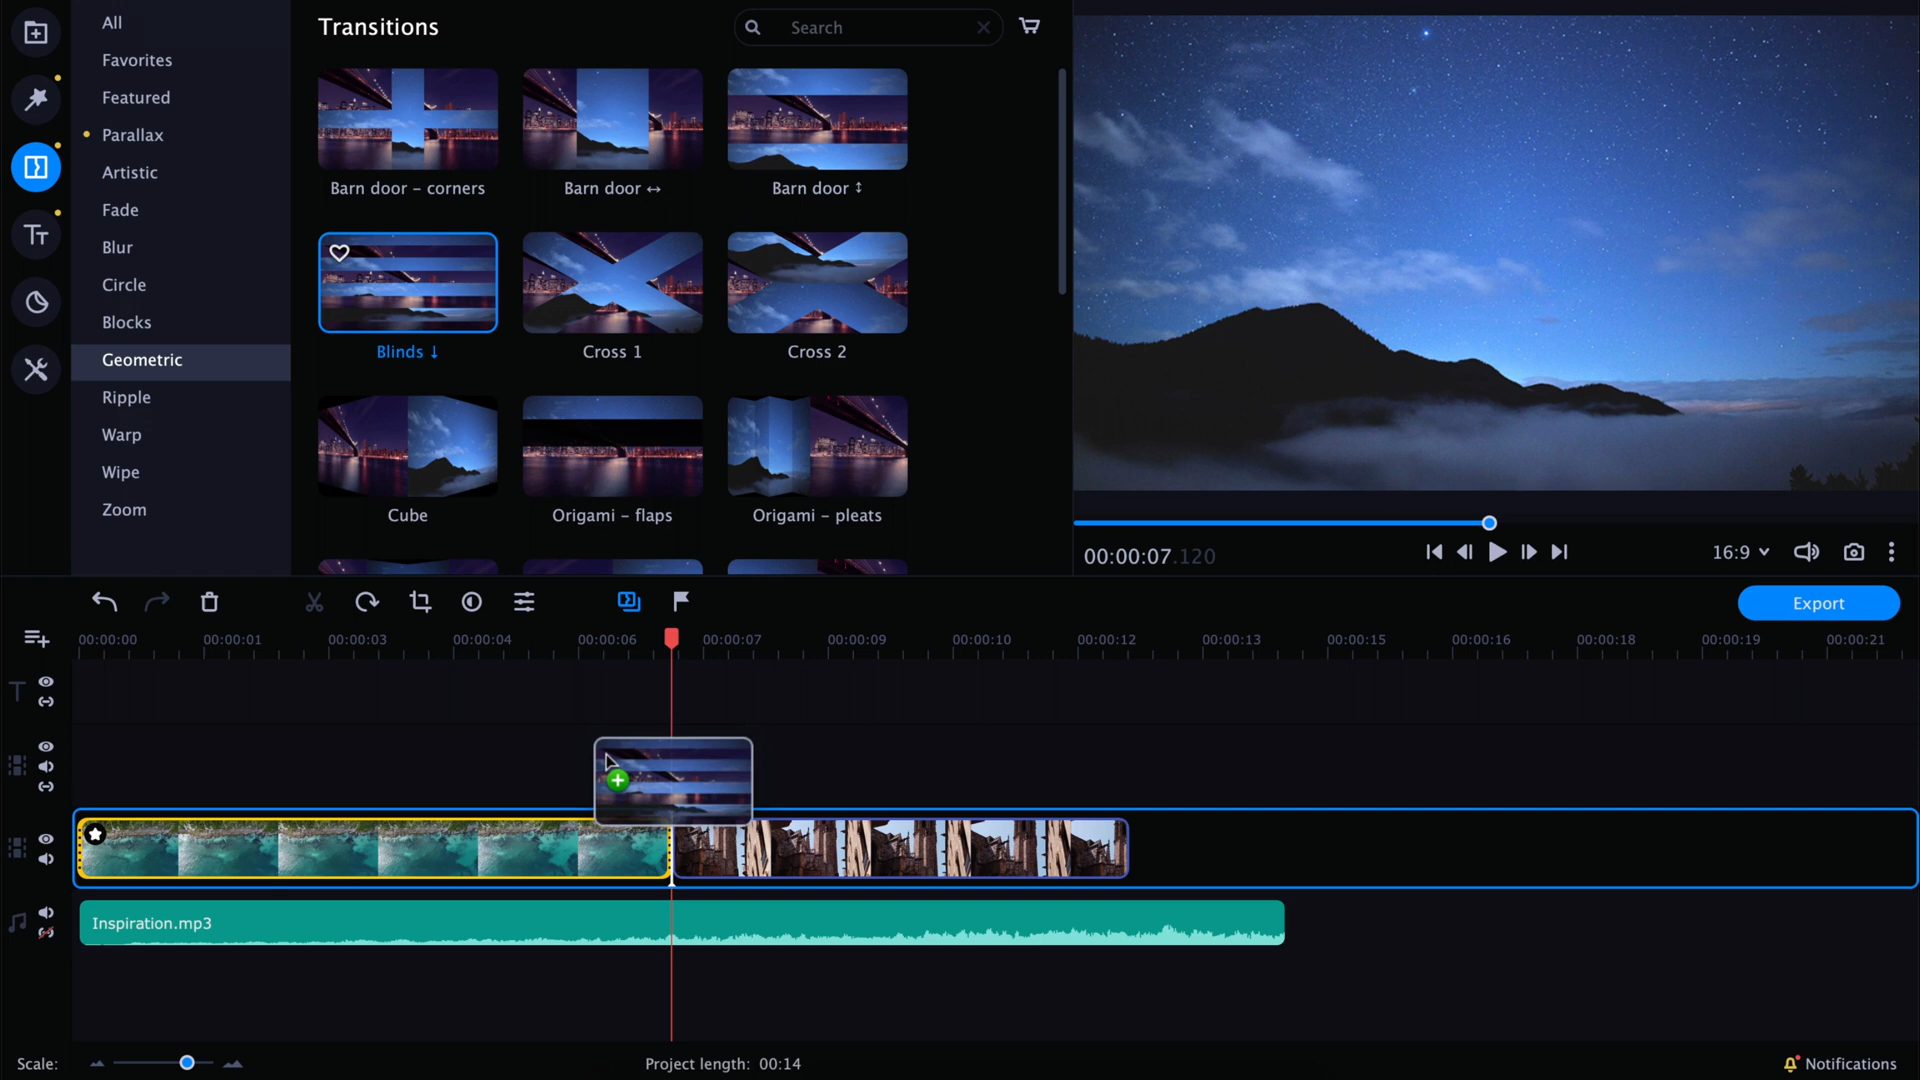 All
Favorites
Featured
Parallax
Artistic
Fade
Blur
Circle
Blocks
Geometric
Ripple
Warp
Wipe
Zoom
Transitions
Search
Barn door – corners
Barn door ↔
Barn door ↕
Blinds ↓
Cross 1
Cross 2
Cube
Origami – flaps
Origami – pleats
00:00:07.120
16:9
Export
00:00:00 00:00:01 00:00:03 00:00:04 00:00:06 00:00:07 00:00:09 00:00:10 00:00:12 00:00:13 00:00:15 00:00:16 00:00:18 00:00:19 00:00:21
Inspiration.mp3
Scale:
Project length: 00:14
Notifications